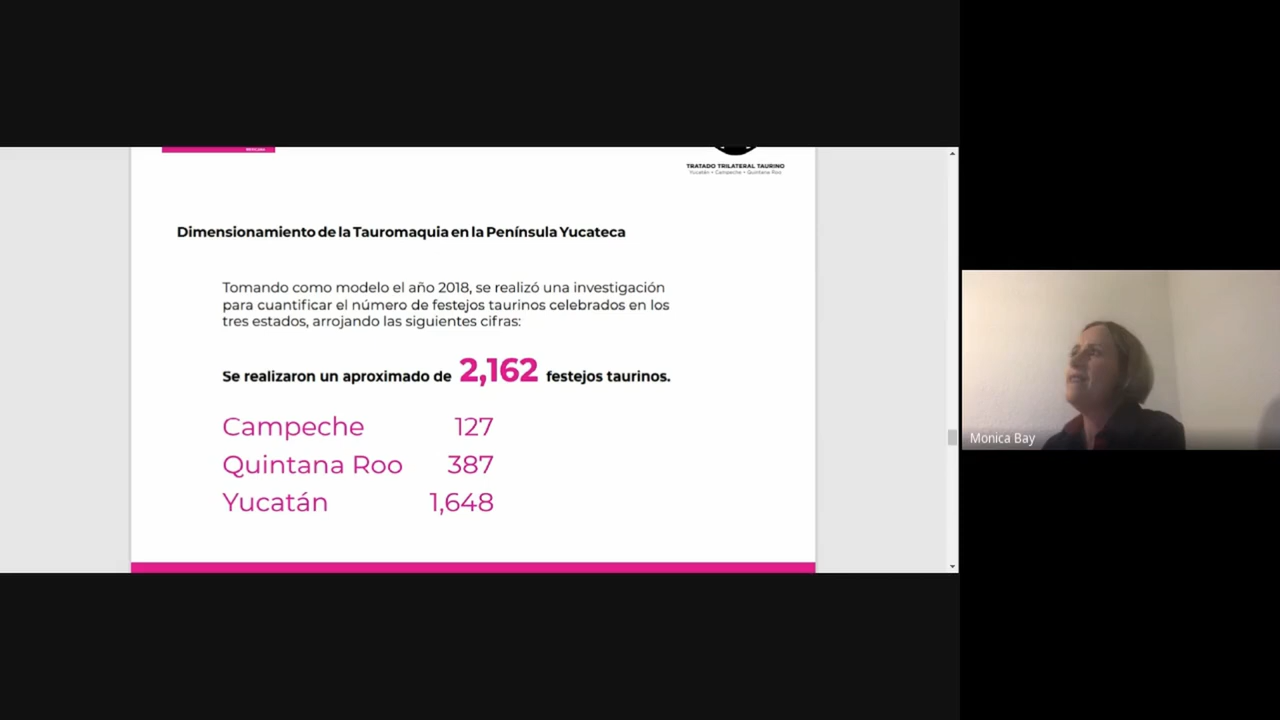 TRATADO TRILATERAL TAURINO
Yucatán • Campeche • Quintana Roo
Dimensionamiento de la Tauromaquia en la Península Yucateca
Tomando como modelo el año 2018, se realizó una investigación
para cuantificar el número de festejos taurinos celebrados en los
tres estados, arrojando las siguientes cifras:
Se realizaron un aproximado de 2,162 festejos taurinos.
Campeche 127
Quintana Roo 387
Yucatán 1,648
Monica Bay